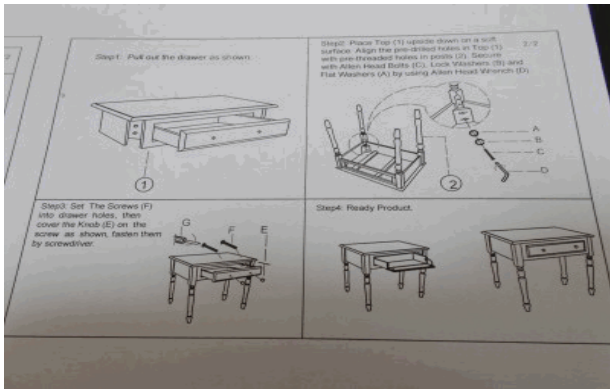 Step1: Pull out the drawer as shown.
1
Step2: Place Top (1) upside down on a soft
surface. Align the pre-drilled holes in Top (1)
with pre-threaded holes in posts (2). Secure
with Allen Head Bolts (C), Lock Washers (B) and
Flat Washers (A) by using Allen Head Wrench (D)
2/2
A
B
C
D
2
Step3: Set The Screws (F)
into drawer holes, then
cover the Knob (E) on the
screw as shown, fasten them
by screwdriver.
G
F
E
Step4: Ready Product.